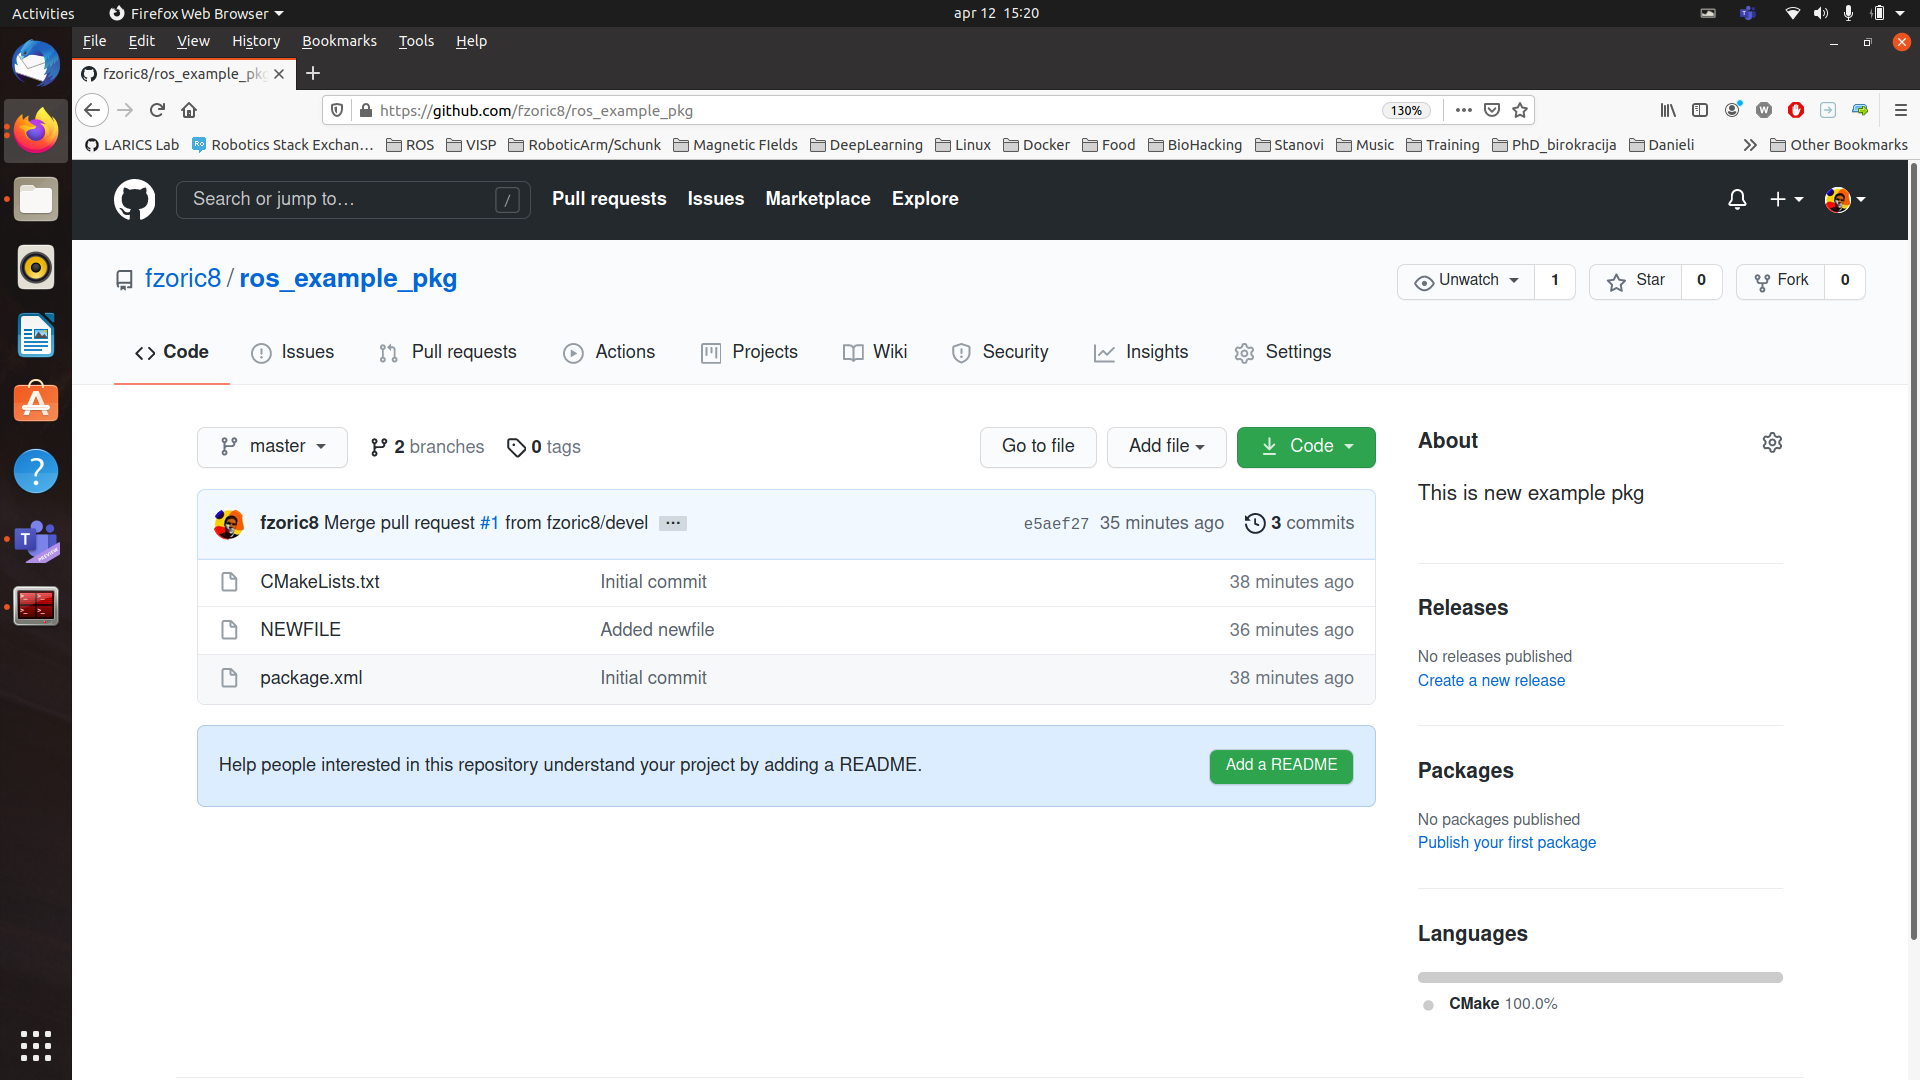 Activities
Firefox Web Browser
apr 12 15:20
File Edit View History Bookmarks Tools Help
fzoric8/ros_example_pkg
https://github.com/fzoric8/ros_example_pkg
130%
LARICS Lab
Robotics Stack Exchan…
ROS
VISP
RoboticArm/Schunk
Magnetic FIelds
DeepLearning
Linux
Docker
Food
BioHacking
Stanovi
Music
Training
PhD_birokracija
Danieli
Other Bookmarks
Search or jump to…
/
Pull requests
Issues
Marketplace
Explore
fzoric8 / ros_example_pkg
Unwatch 1
Star 0
Fork 0
Code
Issues
Pull requests
Actions
Projects
Wiki
Security
Insights
Settings
master
2 branches
0 tags
Go to file
Add file
Code
fzoric8 Merge pull request #1 from fzoric8/devel ...
e5aef27 35 minutes ago
3 commits
CMakeLists.txt Initial commit 38 minutes ago
NEWFILE Added newfile 36 minutes ago
package.xml Initial commit 38 minutes ago
Help people interested in this repository understand your project by adding a README.
Add a README
About
This is new example pkg
Releases
No releases published
Create a new release
Packages
No packages published
Publish your first package
Languages
CMake 100.0%